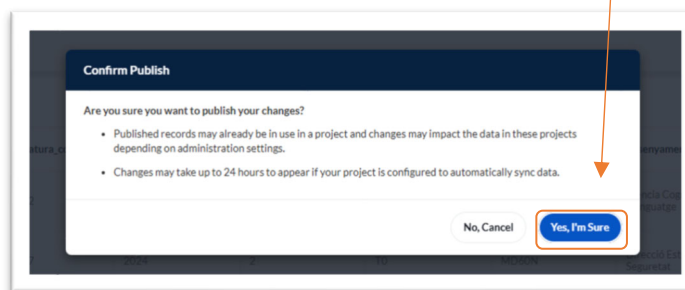 Confirm Publish
Are you sure you want to publish your changes?
• Published records may already be in use in a project and changes may impact the data in these projects
depending on administration settings.
• Changes may take up to 24 hours to appear if your project is configured to automatically sync data.
No, Cancel
Yes, I'm Sure
2024
2
T0
MD60N
Seguretat